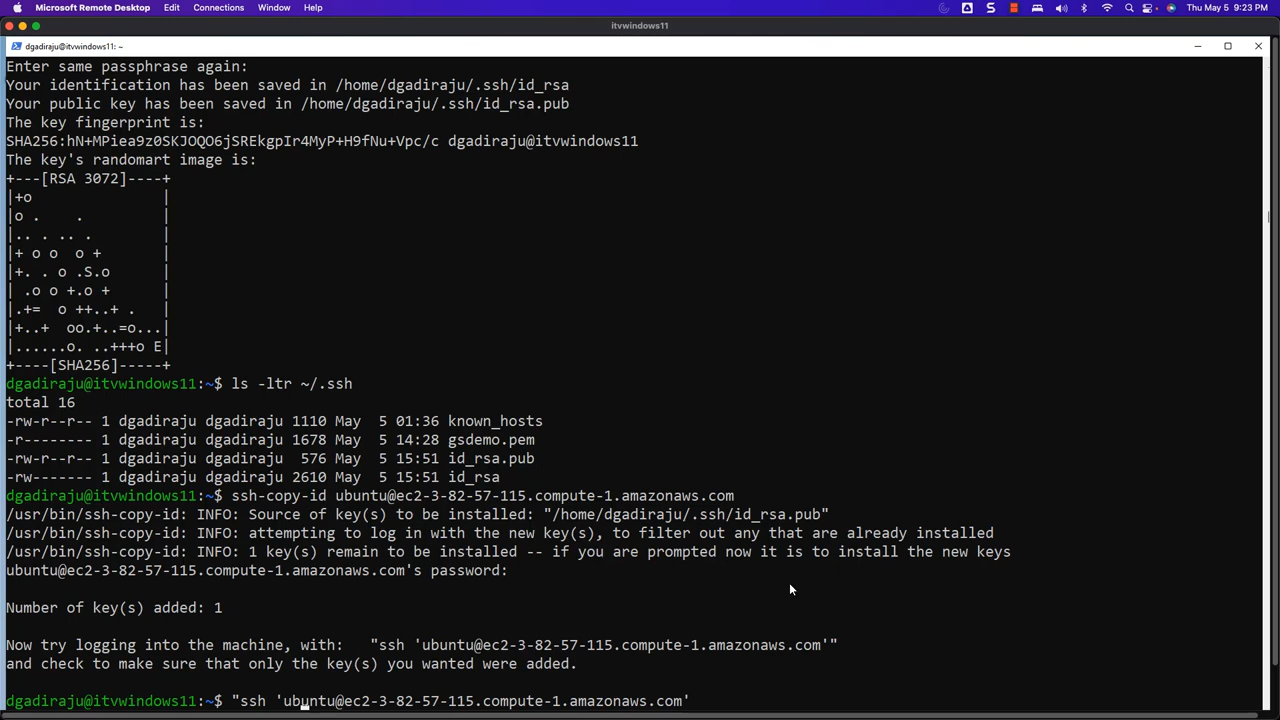 Microsoft Remote Desktop Edit Connections Window Help Thu May 5 9:23 PM
itvwindows11
dgadiraju@itvwindows11: ~
Enter same passphrase again:
Your identification has been saved in /home/dgadiraju/.ssh/id_rsa
Your public key has been saved in /home/dgadiraju/.ssh/id_rsa.pub
The key fingerprint is:
SHA256:hN+MPiea9z0SKJOQO6jSREkgpIr4MyP+H9fNu+Vpc/c dgadiraju@itvwindows11
The key's randomart image is:
+---[RSA 3072]----+
|+o               |
|o .     .        |
|.. . .. .        |
|+ o o  o +       |
|+. . o .S.o      |
| .o o +.o +      |
|.+=  o ++..+ .   |
|+..+  oo.+..=o...|
|......o. ..+++o E|
+----[SHA256]-----+
dgadiraju@itvwindows11:~$ ls -ltr ~/.ssh
total 16
-rw-r--r-- 1 dgadiraju dgadiraju 1110 May  5 01:36 known_hosts
-r-------- 1 dgadiraju dgadiraju 1678 May  5 14:28 gsdemo.pem
-rw-r--r-- 1 dgadiraju dgadiraju  576 May  5 15:51 id_rsa.pub
-rw------- 1 dgadiraju dgadiraju 2610 May  5 15:51 id_rsa
dgadiraju@itvwindows11:~$ ssh-copy-id ubuntu@ec2-3-82-57-115.compute-1.amazonaws.com
/usr/bin/ssh-copy-id: INFO: Source of key(s) to be installed: "/home/dgadiraju/.ssh/id_rsa.pub"
/usr/bin/ssh-copy-id: INFO: attempting to log in with the new key(s), to filter out any that are already installed
/usr/bin/ssh-copy-id: INFO: 1 key(s) remain to be installed -- if you are prompted now it is to install the new keys
ubuntu@ec2-3-82-57-115.compute-1.amazonaws.com's password:
Number of key(s) added: 1
Now try logging into the machine, with:   "ssh 'ubuntu@ec2-3-82-57-115.compute-1.amazonaws.com'"
and check to make sure that only the key(s) you wanted were added.
dgadiraju@itvwindows11:~$ "ssh 'ubuntu@ec2-3-82-57-115.compute-1.amazonaws.com'